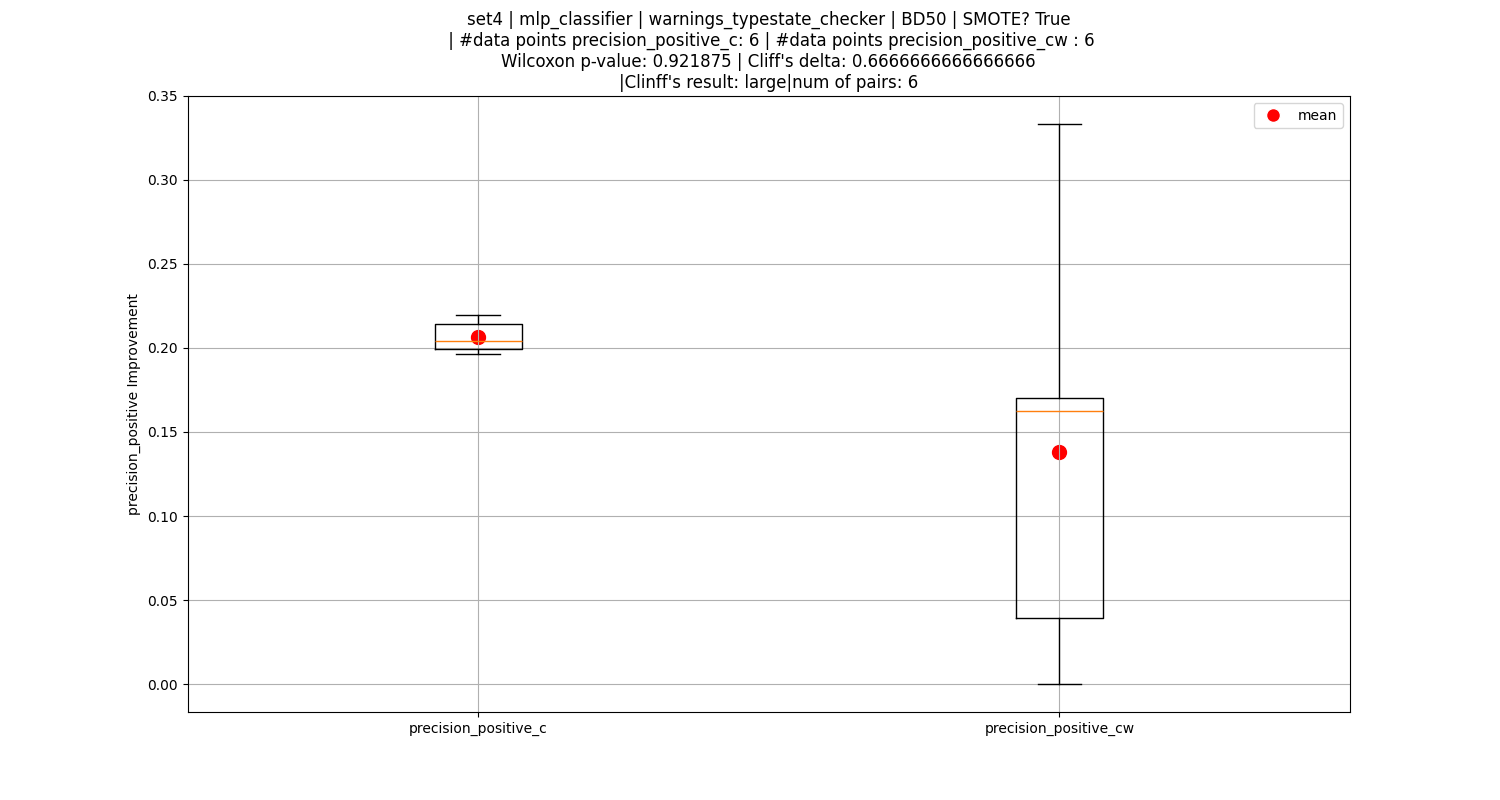 set4 | mlp_classifier | warnings_typestate_checker | BD50 | SMOTE? True
| #data points precision_positive_c: 6 | #data points precision_positive_cw : 6
Wilcoxon p-value: 0.921875 | Cliff's delta: 0.6666666666666666
|Clinff's result: large|num of pairs: 6
mean
0.35
0.30
0.25
0.20
0.15
0.10
0.05
0.00
precision_positive Improvement
precision_positive_c
precision_positive_cw